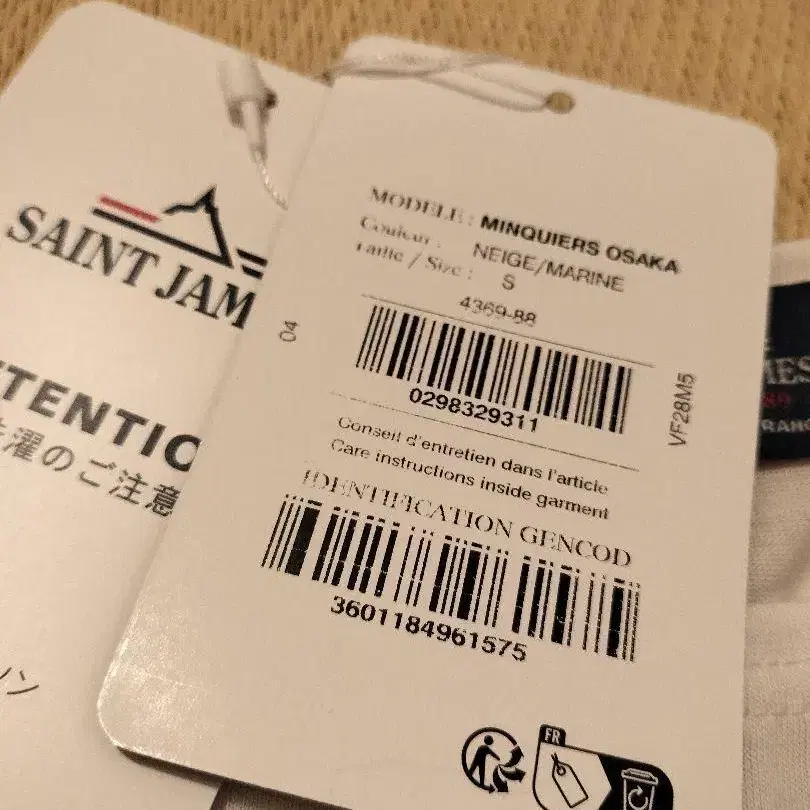 SAINT JAM
TTENTIO
洗濯のご注意
MODELE : MINQUIERS OSAKA
Couleur : NEIGE/MARINE
Taille / Size : S
4369-88
0298329311
04
VF28M5
Conseil d'entretien dans l'article
Care instructions inside garment
IDENTIFICATION GENCOD
3601184961575
FR